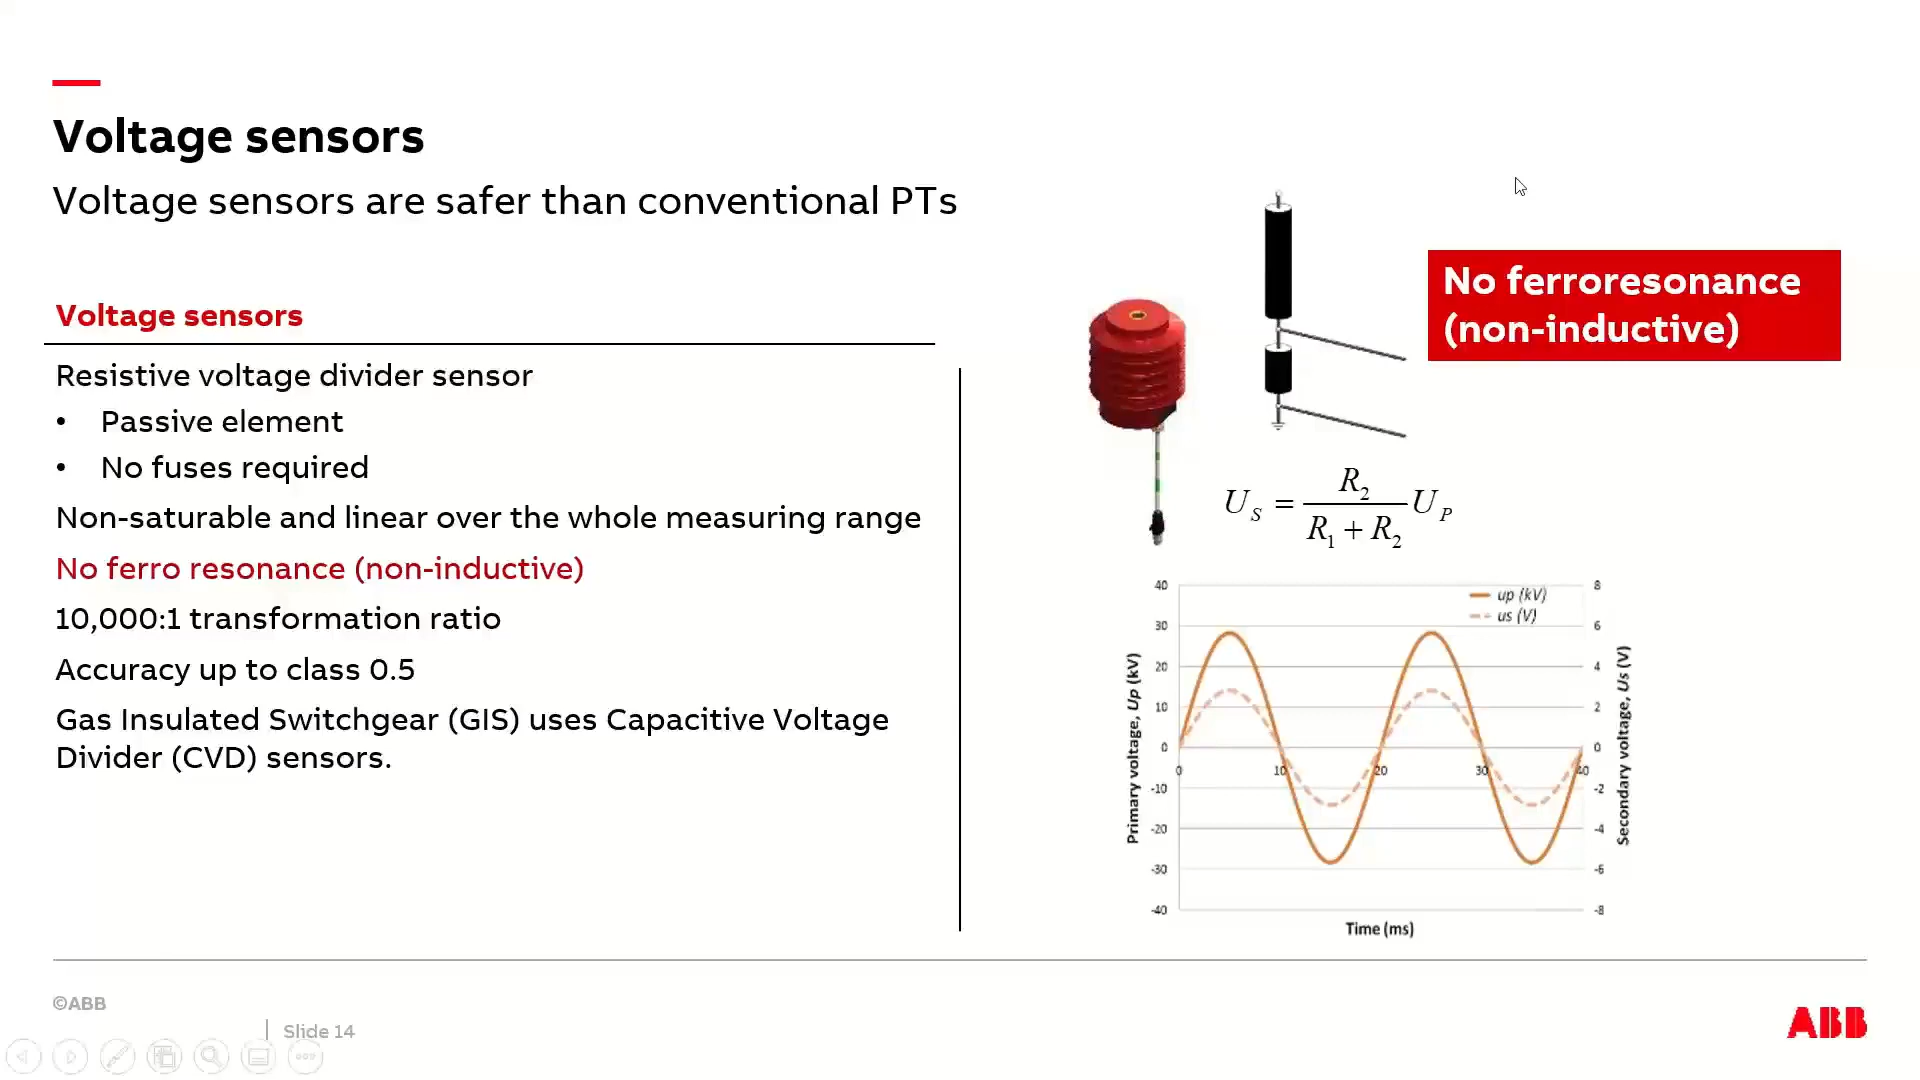 Voltage sensors
Voltage sensors are safer than conventional PTs
Voltage sensors
Resistive voltage divider sensor
• Passive element
• No fuses required
Non-saturable and linear over the whole measuring range
No ferro resonance (non-inductive)
10,000:1 transformation ratio
Accuracy up to class 0.5
Gas Insulated Switchgear (GIS) uses Capacitive Voltage
Divider (CVD) sensors.
No ferroresonance
(non-inductive)
U_S = R_2 / (R_1 + R_2) U_P
up (kV)
us (V)
Primary voltage, Up (kV)
40
30
20
10
0
-10
-20
-30
-40
0 10 20 30 40
8
6
4
2
0
-2
-4
-6
-8
Secondary voltage, Us (V)
Time (ms)
©ABB
Slide 14
ABB